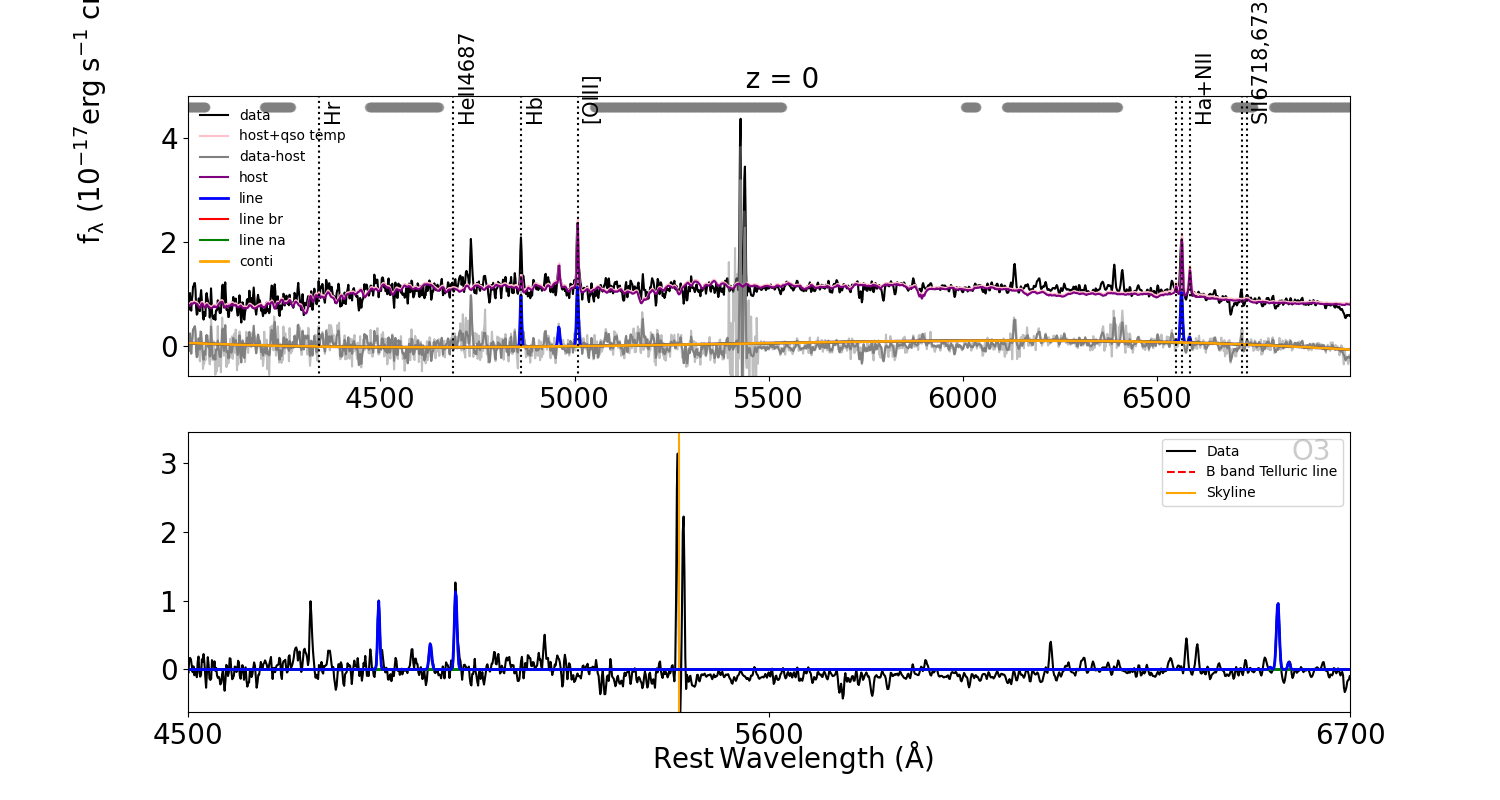 z = 0
f_λ (10^−17 erg s^−1
Hr
HeII4687
Hb
[OIII]
Ha+NII
SII6718,673
data
host+qso temp
data-host
host
line
line br
line na
conti
4
2
0
4500
5000
5500
6000
6500
O3
Data
B band Telluric line
Skyline
3
2
1
0
4500
5600
6700
Rest Wavelength (Å)